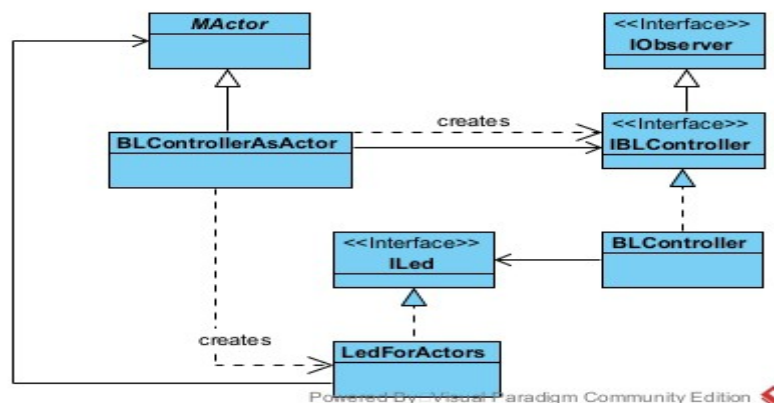 MActor
<<Interface>>
IObserver
creates
<<Interface>>
IBLController
BLControllerAsActor
<<Interface>>
ILed
BLController
creates
LedForActors
Powered By: Visual Paradigm Community Edition